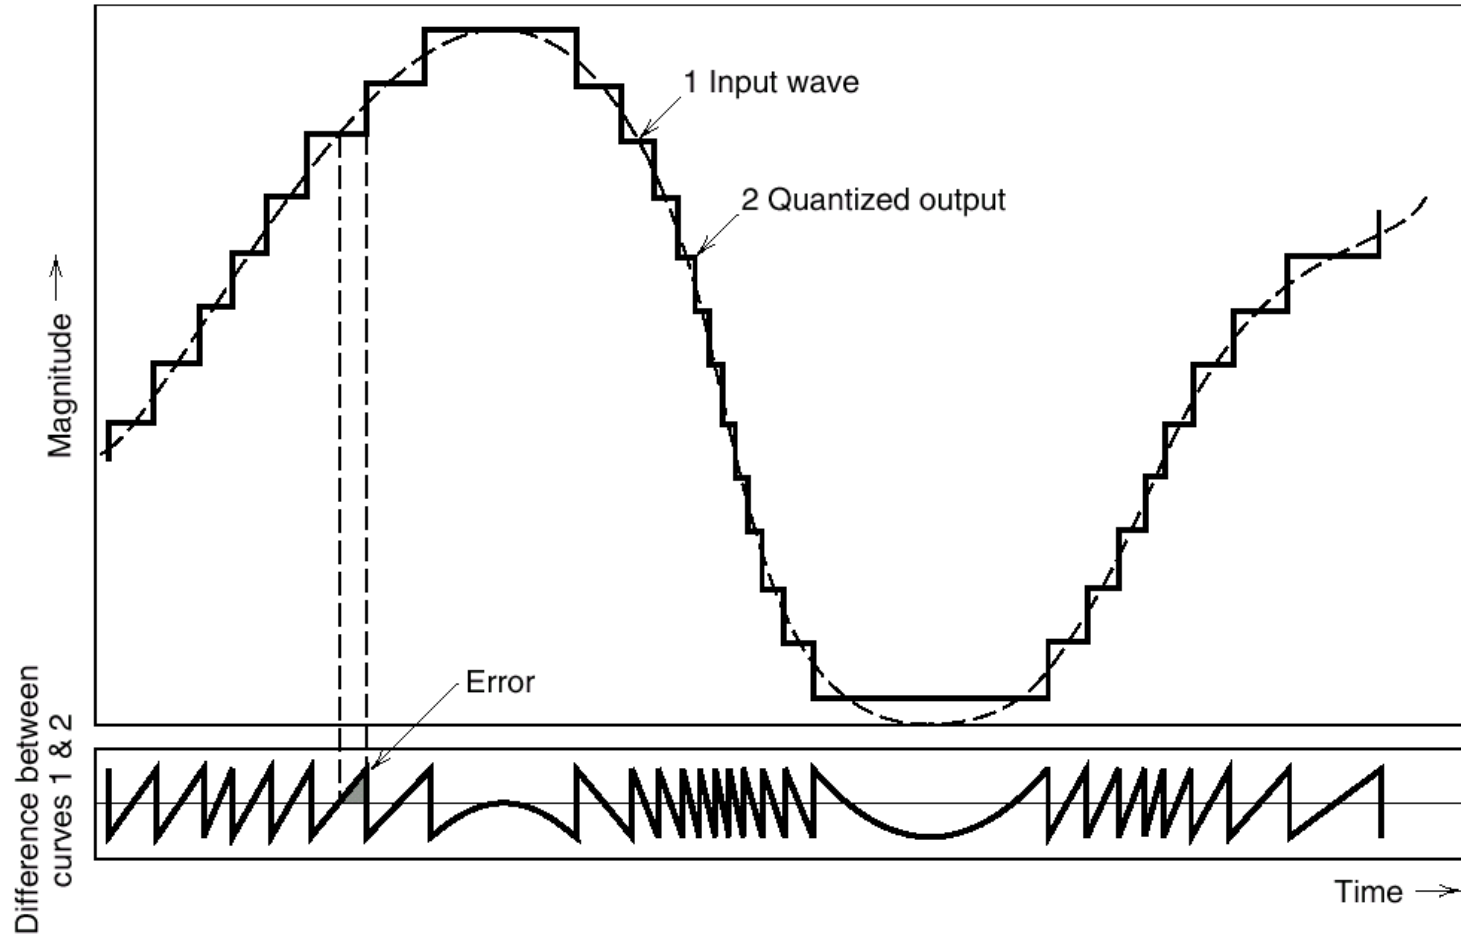 1 Input wave
2 Quantized output
Magnitude
Error
Difference between
curves 1 & 2
Time